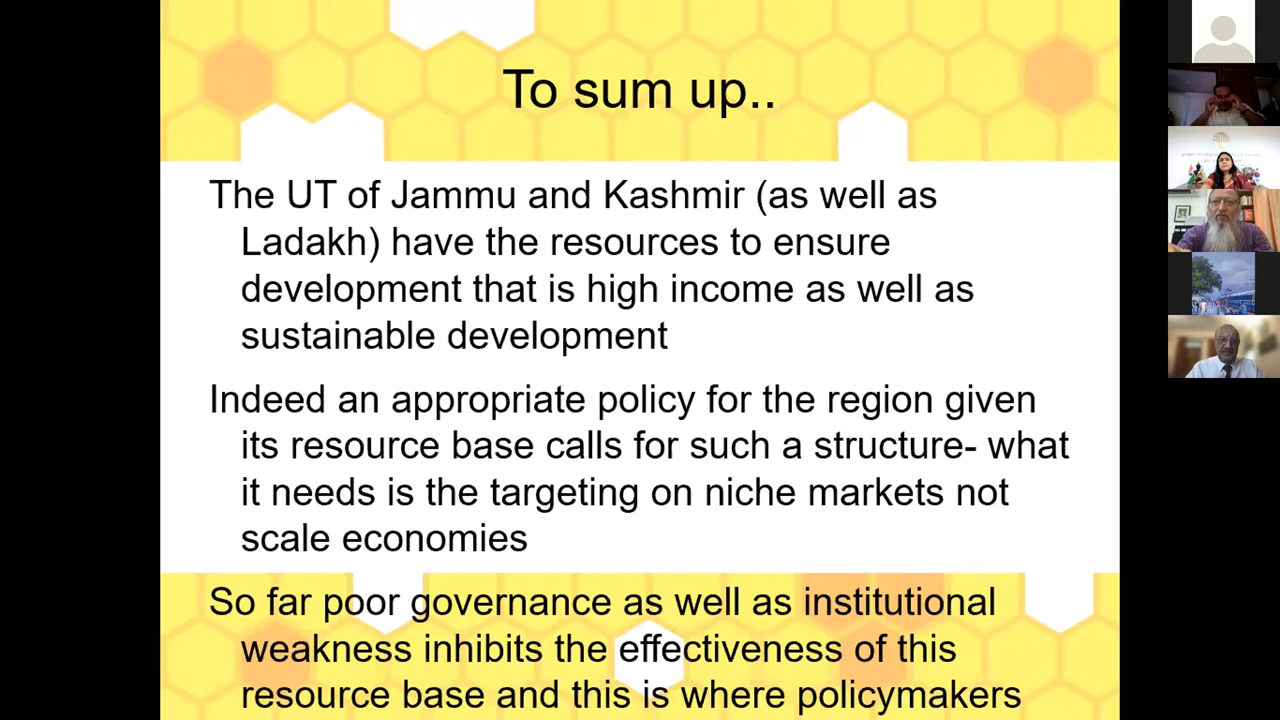 To sum up..
The UT of Jammu and Kashmir (as well as
Ladakh) have the resources to ensure
development that is high income as well as
sustainable development
Indeed an appropriate policy for the region given
its resource base calls for such a structure- what
it needs is the targeting on niche markets not
scale economies
So far poor governance as well as institutional
weakness inhibits the effectiveness of this
resource base and this is where policymakers